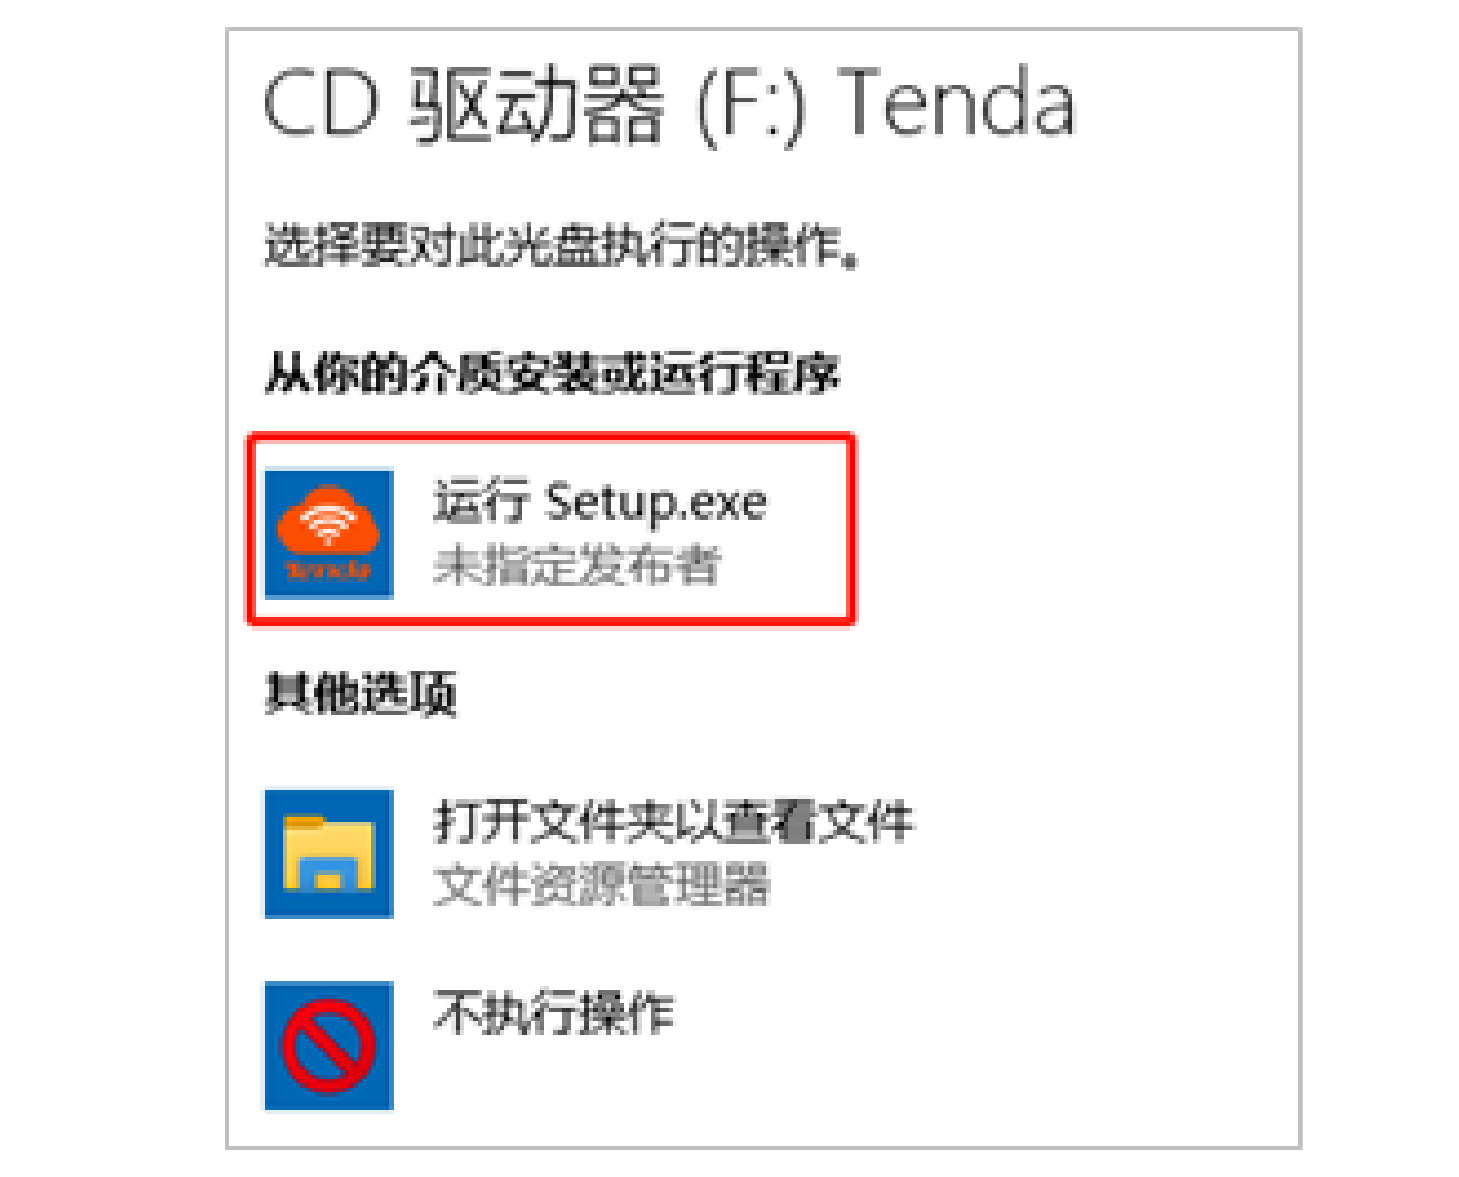 CD 驱动器 (F:) Tenda
选择要对此光盘执行的操作。
从你的介质安装或运行程序
运行 Setup.exe
未指定发布者
Tenda
其他选项
打开文件夹以查看文件
文件资源管理器
不执行操作